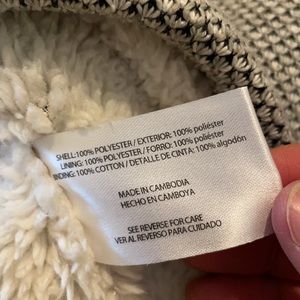 SHELL:100% POLYESTER / EXTERIOR: 100% poliéster
LINING: 100% POLYESTER / FORRO: 100% poliéster
BINDING: 100% COTTON / DETALLE DE CINTA: 100% algodón
MADE IN CAMBODIA
HECHO EN CAMBOYA
SEE REVERSE FOR CARE
VER AL REVERSO PARA CUIDADO